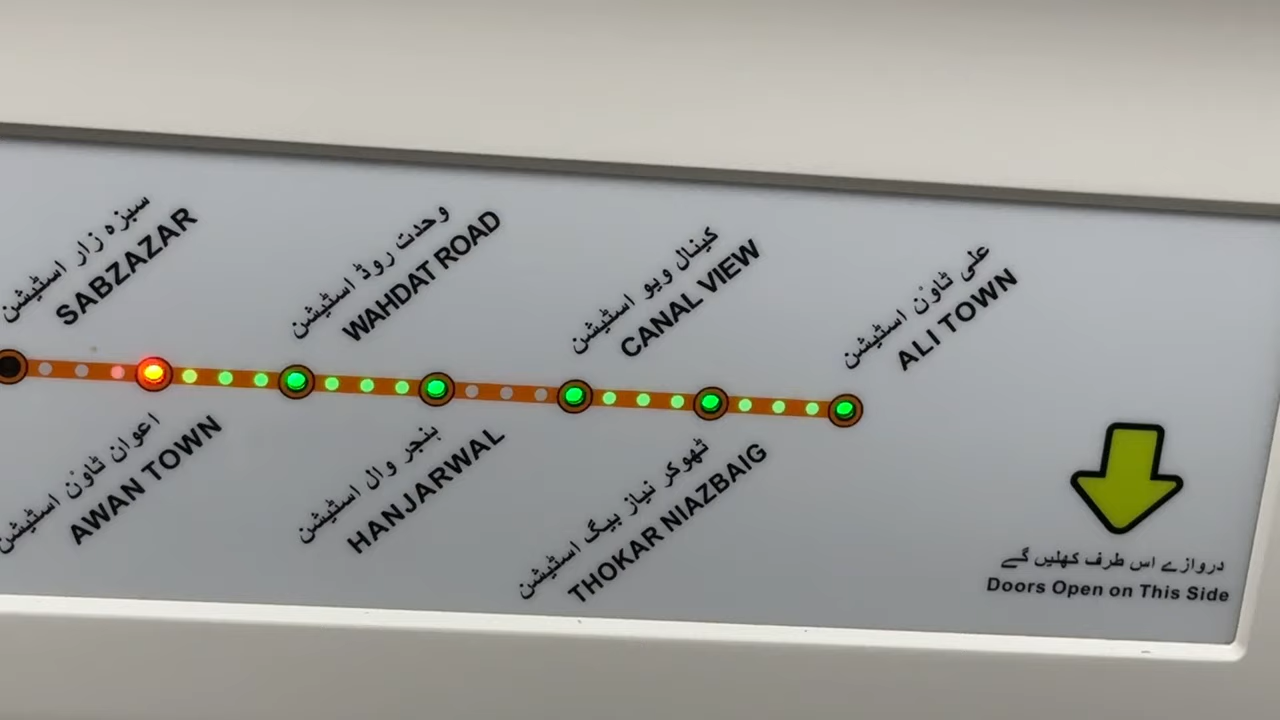 سبزہ زار اسٹیشن
SABZAZAR
وحدت روڈ اسٹیشن
WAHDAT ROAD
کینال ویو اسٹیشن
CANAL VIEW
علی ٹاؤن اسٹیشن
ALI TOWN
اعوان ٹاؤن اسٹیشن
AWAN TOWN
ہنجر وال اسٹیشن
HANJARWAL
ٹھوکر نیاز بیگ اسٹیشن
THOKAR NIAZBAIG
دروازے اس طرف کھلیں گے
Doors Open on This Side